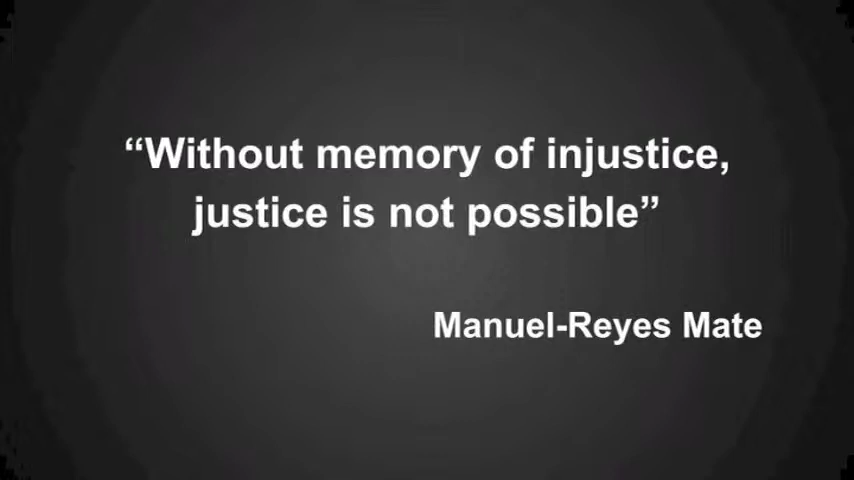 “Without memory of injustice,
justice is not possible”
Manuel-Reyes Mate